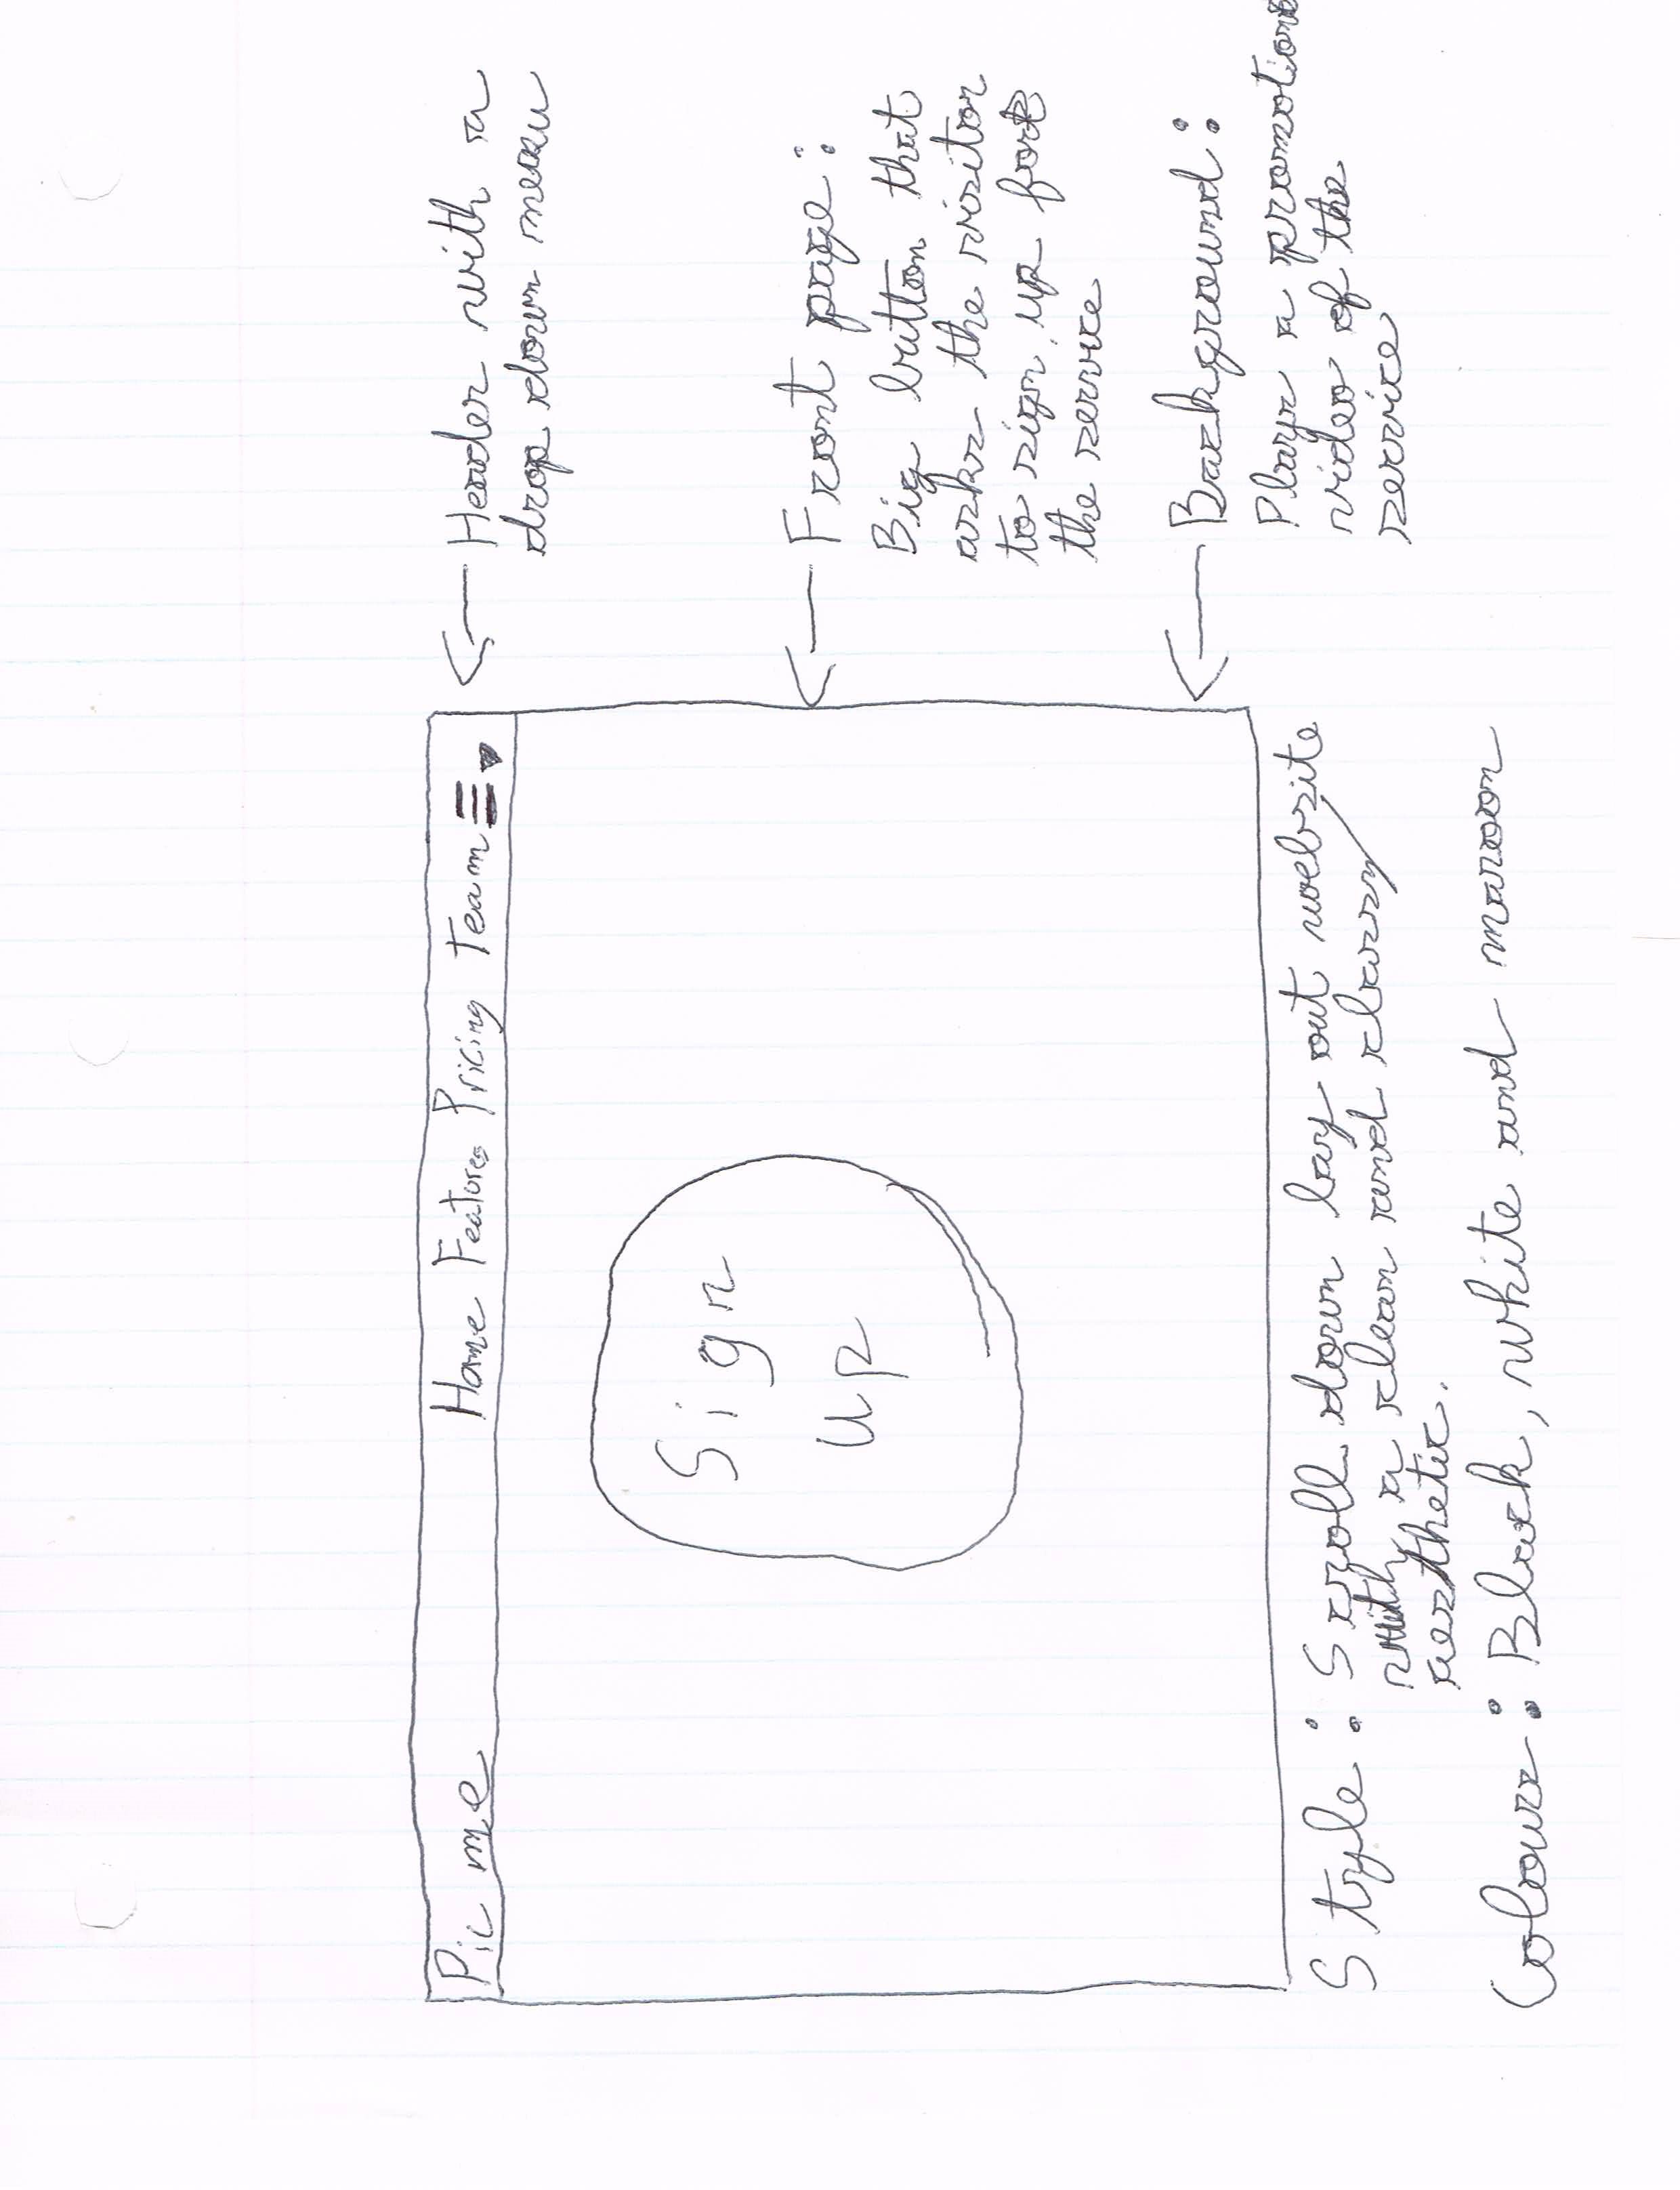 Pic me Home Features Pricing Team
Sign
up
Header with a
drop down menu
Front page:
Big button that
asks the visitor
to sign up for
the service
Background:
Plays a promotions
video of the
service
Style: Scroll down lay out website
with a clean and classy
aesthetic.
Colour: Black, white and maroon